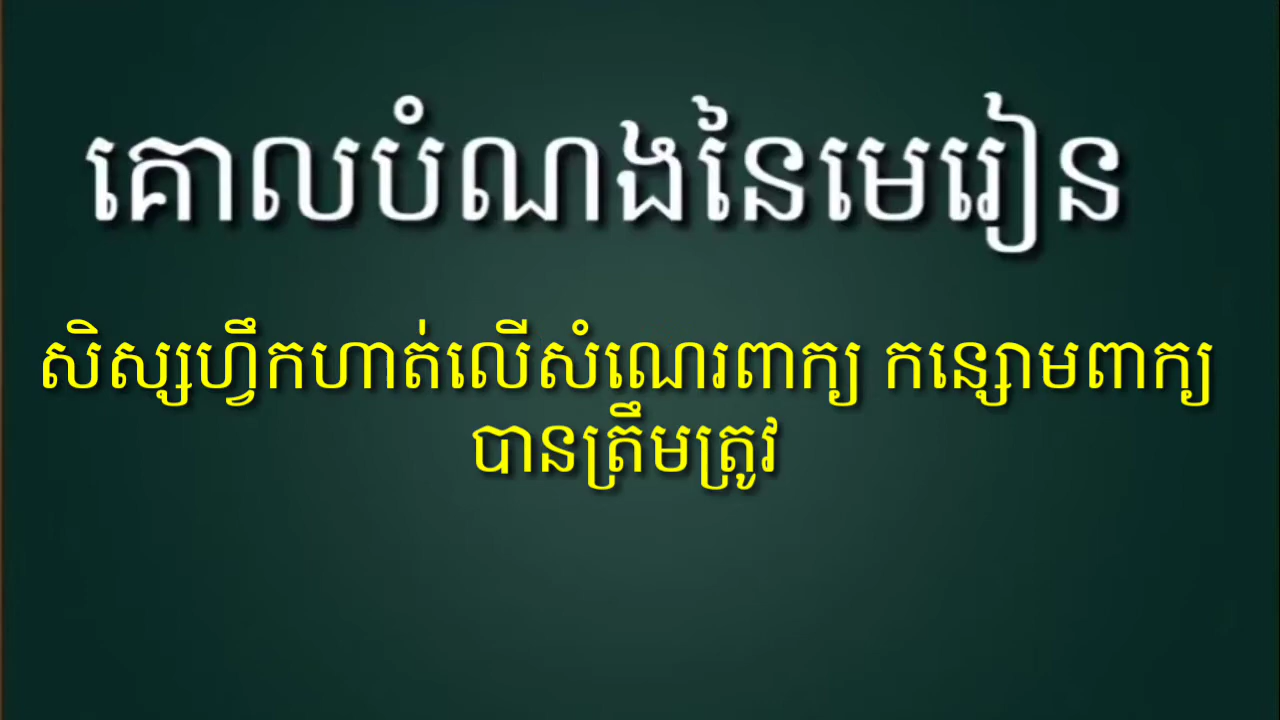 គោលបំណងនៃមេរៀន
សិស្សហ្វឹកហាត់លើសំណេរពាក្យ កន្សោមពាក្យ
បានត្រឹមត្រូវ